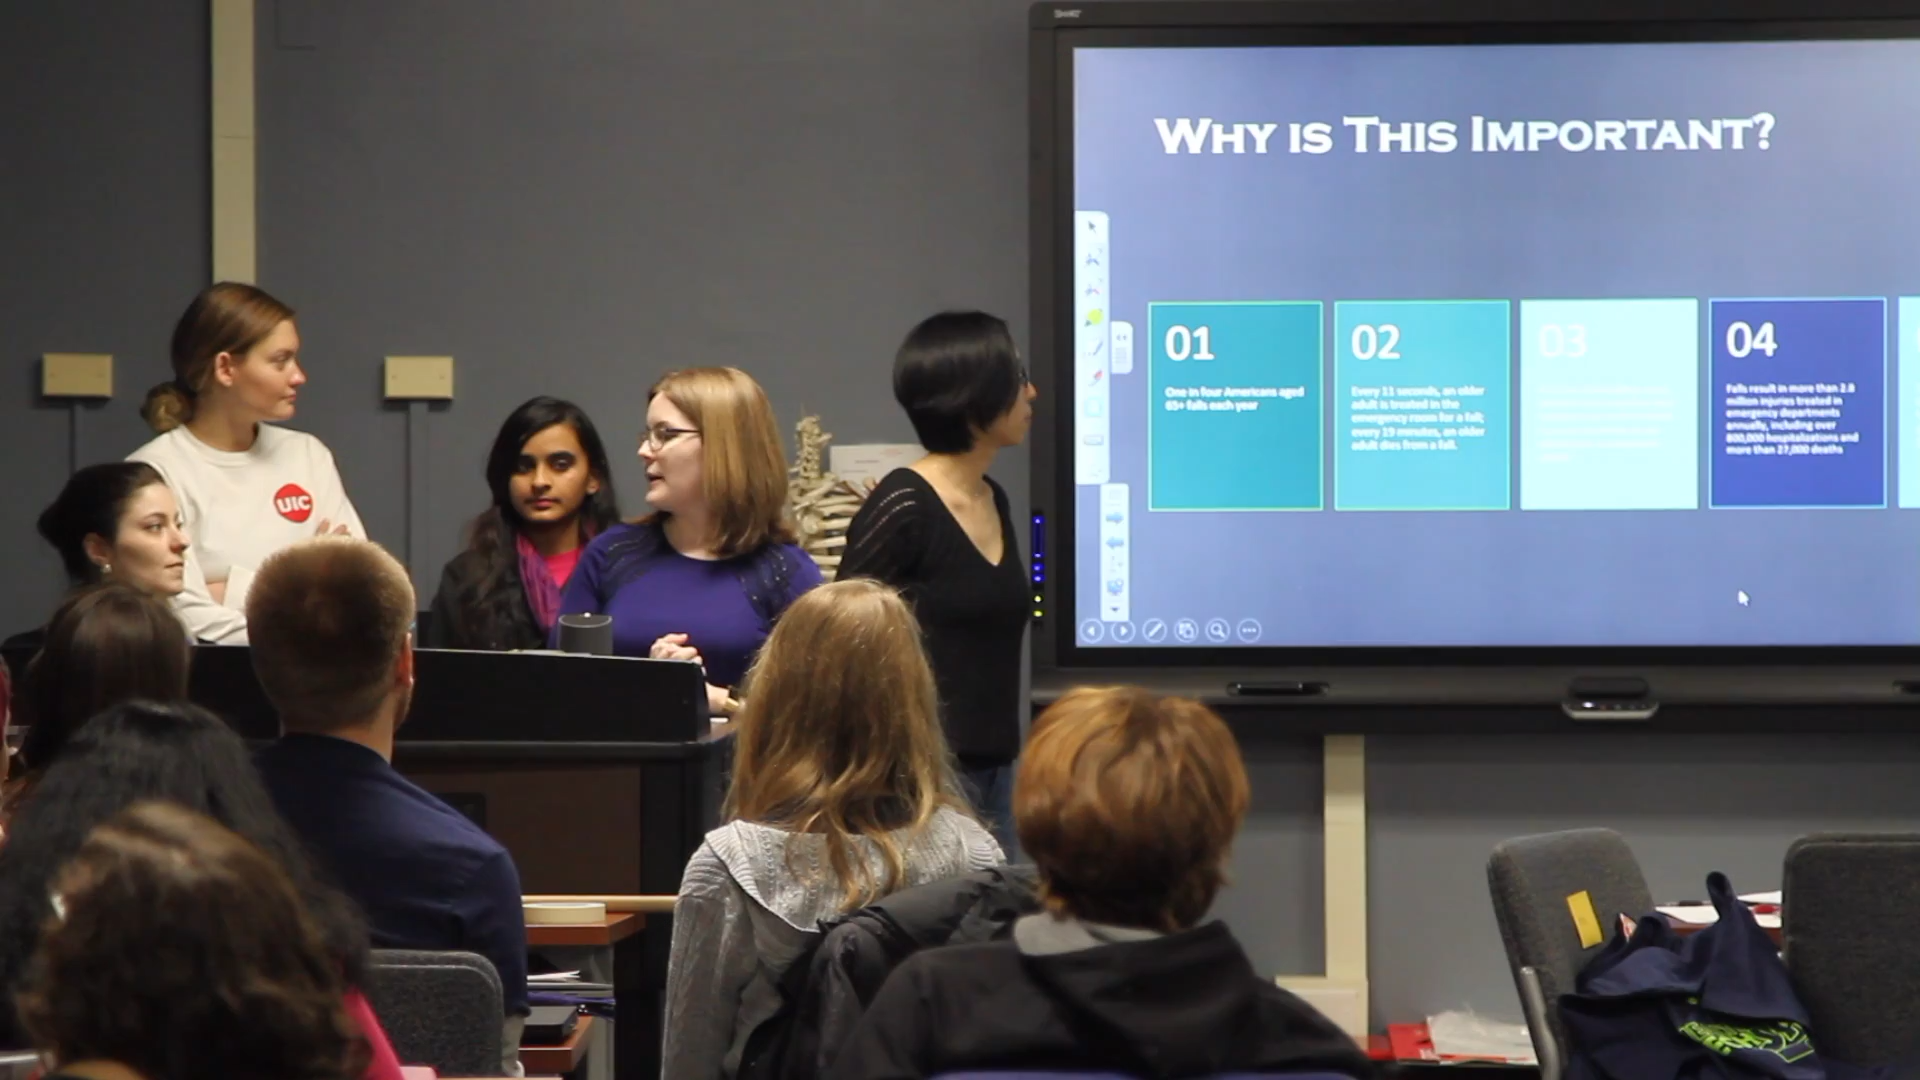 SMART
WHY IS THIS IMPORTANT?
01
One in four Americans aged
65+ falls each year
02
Every 11 seconds, an older
adult is treated in the
emergency room for a fall;
every 19 minutes, an older
adult dies from a fall.
03
04
Falls result in more than 2.8
million injuries treated in
emergency departments
annually, including over
800,000 hospitalizations and
more than 27,000 deaths
UIC